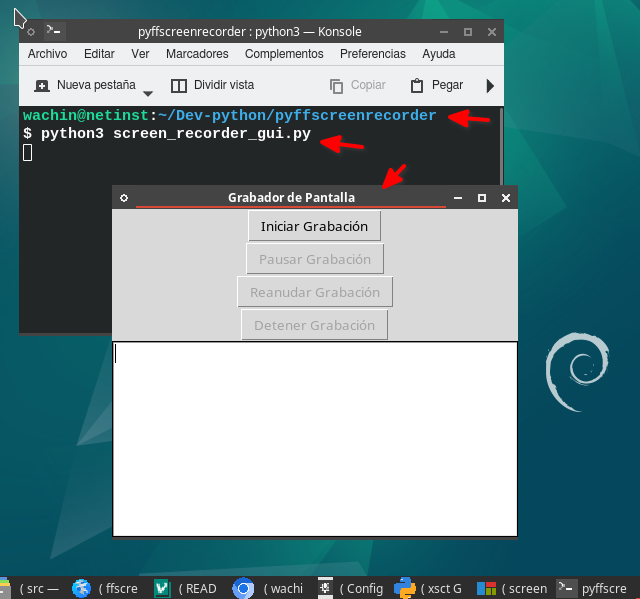 pyffscreenrecorder : python3 — Konsole
Archivo Editar Ver Marcadores Complementos Preferencias Ayuda
Nueva pestaña Dividir vista Copiar Pegar
wachin@netinst:~/Dev-python/pyffscreenrecorder
$ python3 screen_recorder_gui.py
Grabador de Pantalla
Iniciar Grabación
Pausar Grabación
Reanudar Grabación
Detener Grabación
( src — ( ffscre ( READ ( wachi ( Config ( xsct G ( screen pyffscre